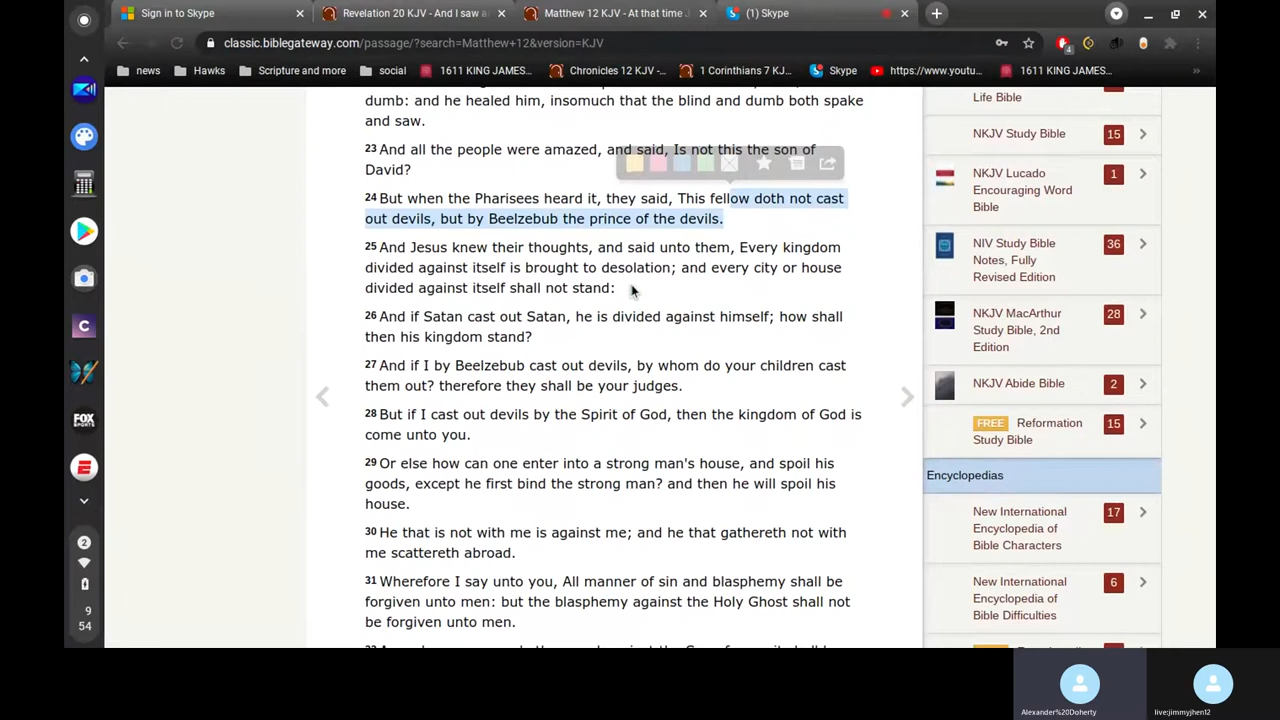 Sign in to Skype
Revelation 20 KJV - And I saw a
Matthew 12 KJV - At that time J
(1) Skype
classic.biblegateway.com/passage/?search=Matthew+12&version=KJV
4
news
Hawks
Scripture and more
social
1611 KING JAMES...
Chronicles 12 KJV -...
1 Corinthians 7 KJ...
Skype
https://www.youtu...
1611 KING JAMES...
»
dumb: and he healed him, insomuch that the blind and dumb both spake
and saw.
23 And all the people were amazed, and said, Is not this the son of
David?
24 But when the Pharisees heard it, they said, This fellow doth not cast
out devils, but by Beelzebub the prince of the devils.
25 And Jesus knew their thoughts, and said unto them, Every kingdom
divided against itself is brought to desolation; and every city or house
divided against itself shall not stand:
26 And if Satan cast out Satan, he is divided against himself; how shall
then his kingdom stand?
27 And if I by Beelzebub cast out devils, by whom do your children cast
them out? therefore they shall be your judges.
28 But if I cast out devils by the Spirit of God, then the kingdom of God is
come unto you.
29 Or else how can one enter into a strong man's house, and spoil his
goods, except he first bind the strong man? and then he will spoil his
house.
30 He that is not with me is against me; and he that gathereth not with
me scattereth abroad.
31 Wherefore I say unto you, All manner of sin and blasphemy shall be
forgiven unto men: but the blasphemy against the Holy Ghost shall not
be forgiven unto men.
Life Bible
NKJV Study Bible
15
NKJV Lucado
Encouraging Word
Bible
1
NIV Study Bible
Notes, Fully
Revised Edition
36
NKJV MacArthur
Study Bible, 2nd
Edition
28
NKJV Abide Bible
2
FREE Reformation
Study Bible
15
Encyclopedias
New International
Encyclopedia of
Bible Characters
17
New International
Encyclopedia of
Bible Difficulties
6
C
FOX
SPORTS
E
2
9
54
Alexander%20Doherty
live:jimmyjhen12